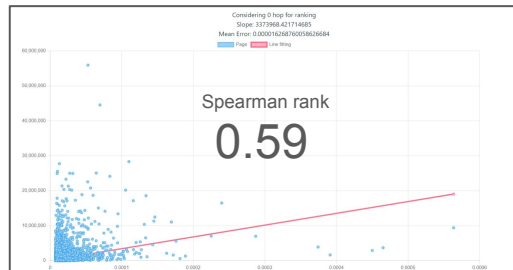 Considering 0 hop for ranking
Slope: 3373968.421714685
Mean Error: 0.000016268760058626684
Page Line fitting
60,000,000
50,000,000
Spearman rank
40,000,000
0.59
30,000,000
20,000,000
10,000,000
0
0 0.0001 0.0002 0.0003 0.0004 0.0005 0.0006